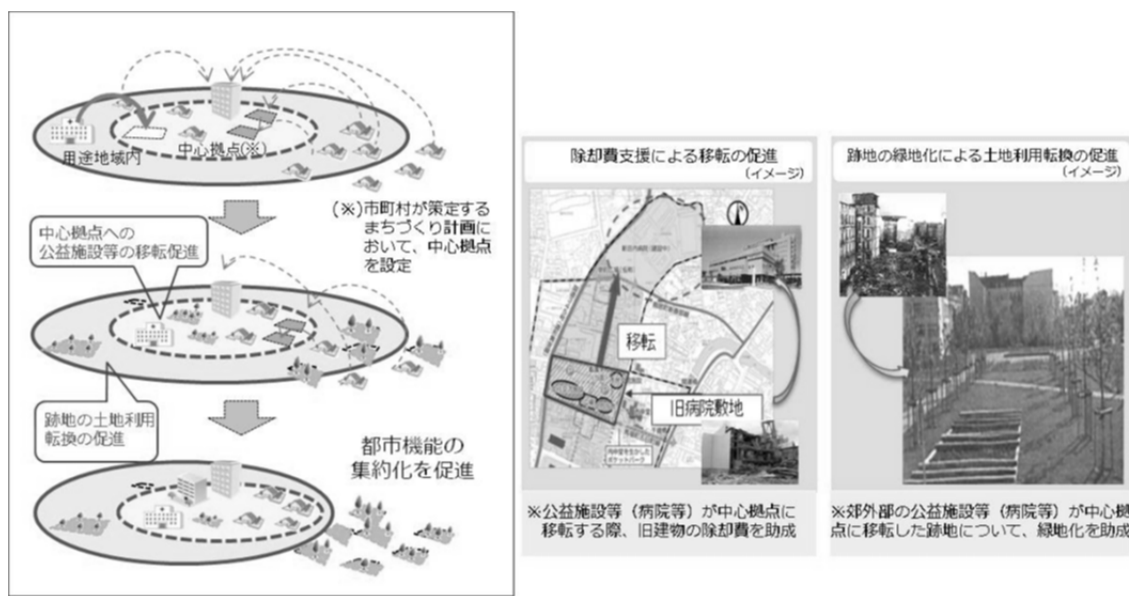 用途地域内
中心拠点(※)
(※)市町村が策定する
まちづくり計画に
おいて、中心拠点
を設定
中心拠点への
公益施設等の移転促進
跡地の土地利用
転換の促進
都市機能の
集約化を促進
除却費支援による移転の促進
(イメージ)
移転
旧病院敷地
ポケットパーク
※公益施設等(病院等)が中心拠点に
移転する際、旧建物の除却費を助成
跡地の緑地化による土地利用転換の促進
(イメージ)
※郊外部の公益施設等(病院等)が中心拠
点に移転した跡地について、緑地化を助成